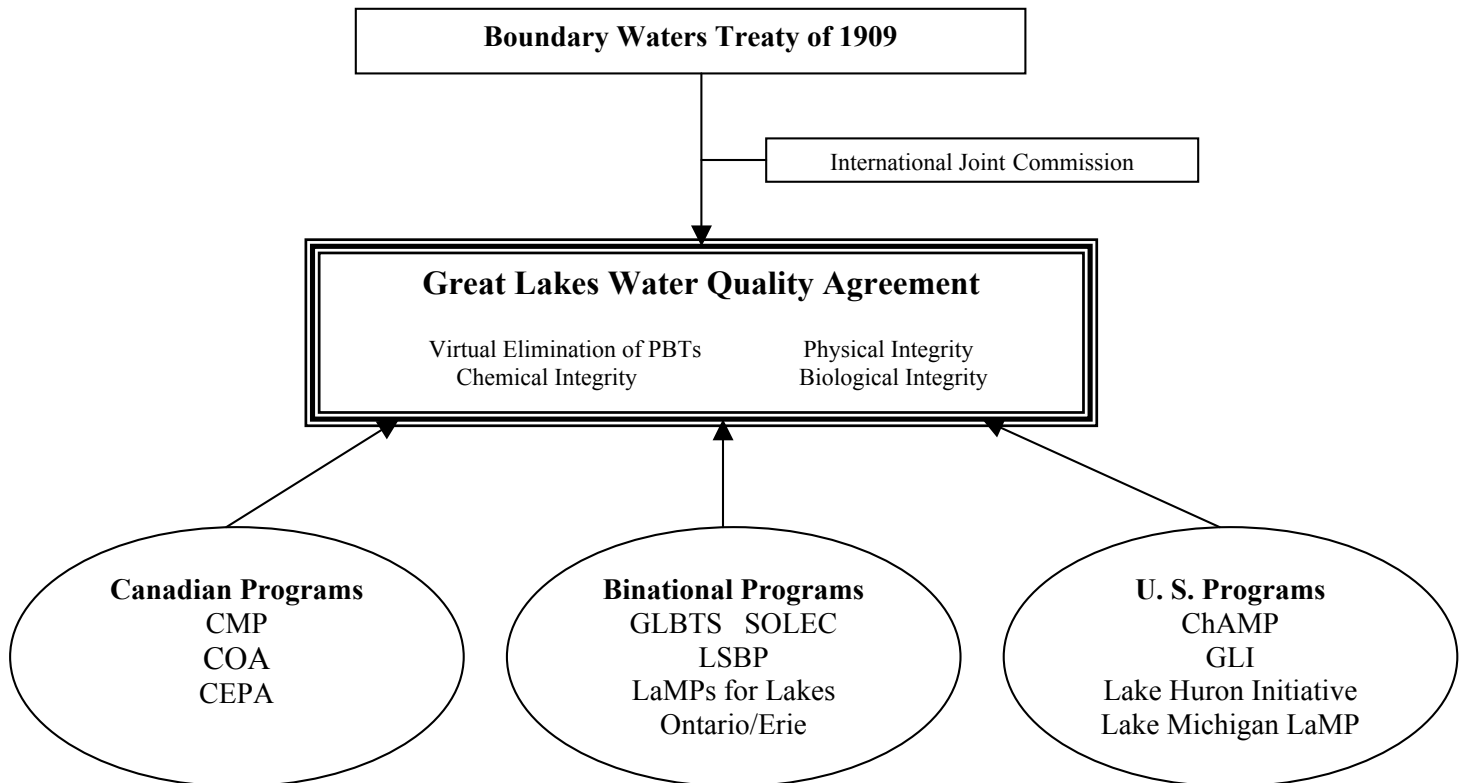 Boundary Waters Treaty of 1909
International Joint Commission
Great Lakes Water Quality Agreement
Virtual Elimination of PBTs Physical Integrity
Chemical Integrity Biological Integrity
Canadian Programs
CMP
COA
CEPA
Binational Programs
GLBTS SOLEC
LSBP
LaMPs for Lakes
Ontario/Erie
U. S. Programs
ChAMP
GLI
Lake Huron Initiative
Lake Michigan LaMP